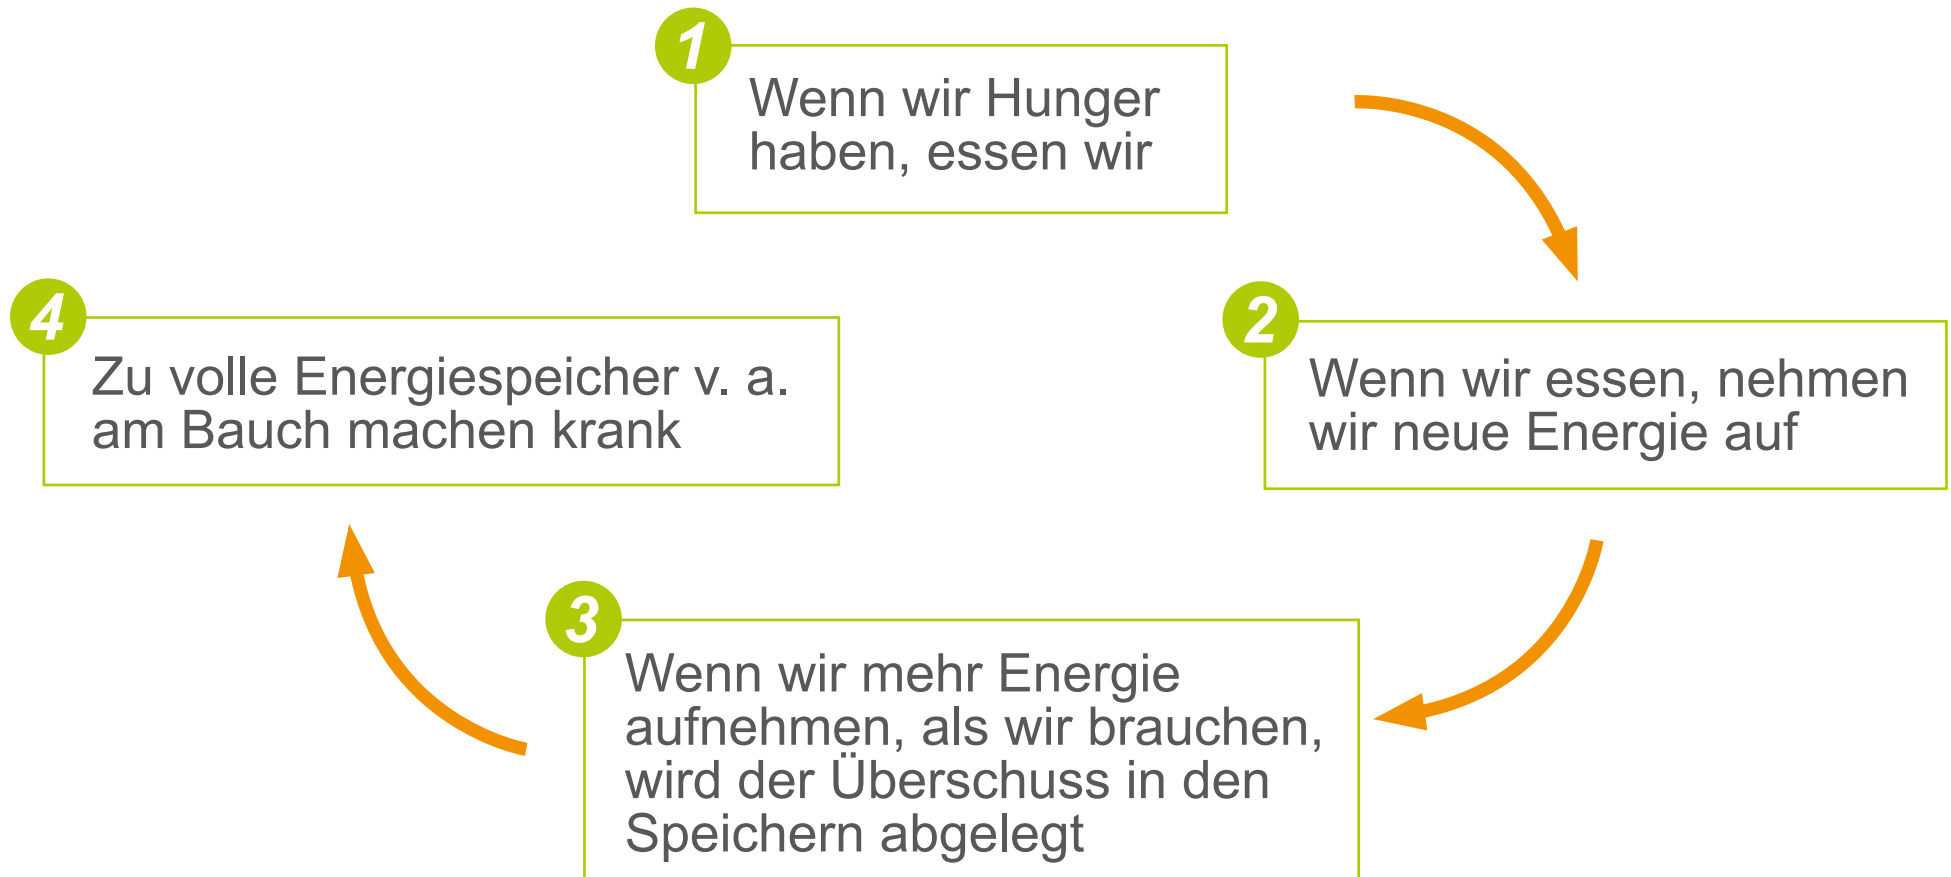 1
Wenn wir Hunger
haben, essen wir
2
Wenn wir essen, nehmen
wir neue Energie auf
3
Wenn wir mehr Energie
aufnehmen, als wir brauchen,
wird der Überschuss in den
Speichern abgelegt
4
Zu volle Energiespeicher v. a.
am Bauch machen krank